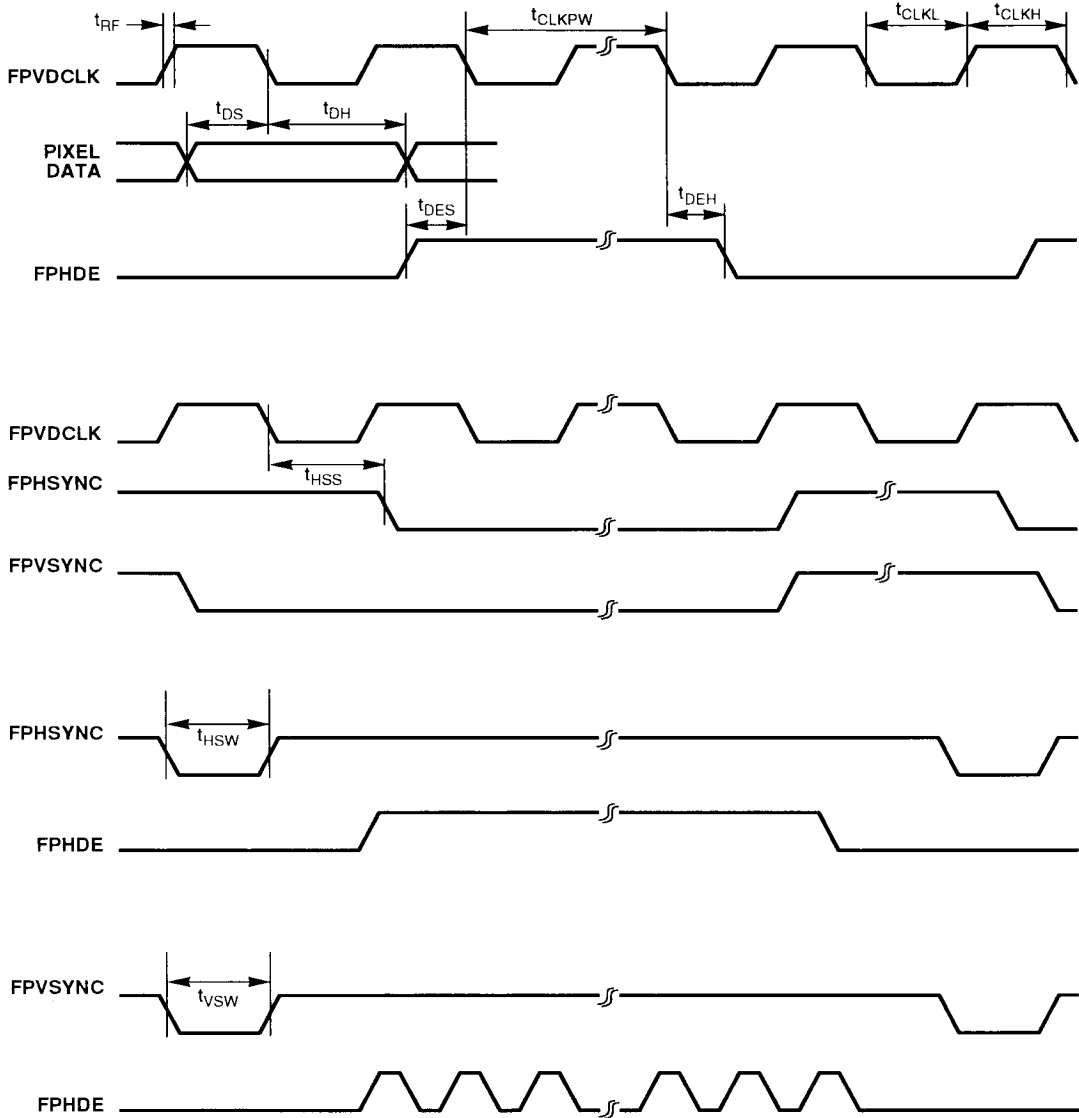 tRF
tCLKPW
tCLKL
tCLKH
FPVDCLK
tDS
tDH
PIXEL
DATA
tDES
tDEH
FPHDE
FPVDCLK
tHSS
FPHSYNC
FPVSYNC
FPHSYNC
tHSW
FPHDE
FPVSYNC
tVSW
FPHDE